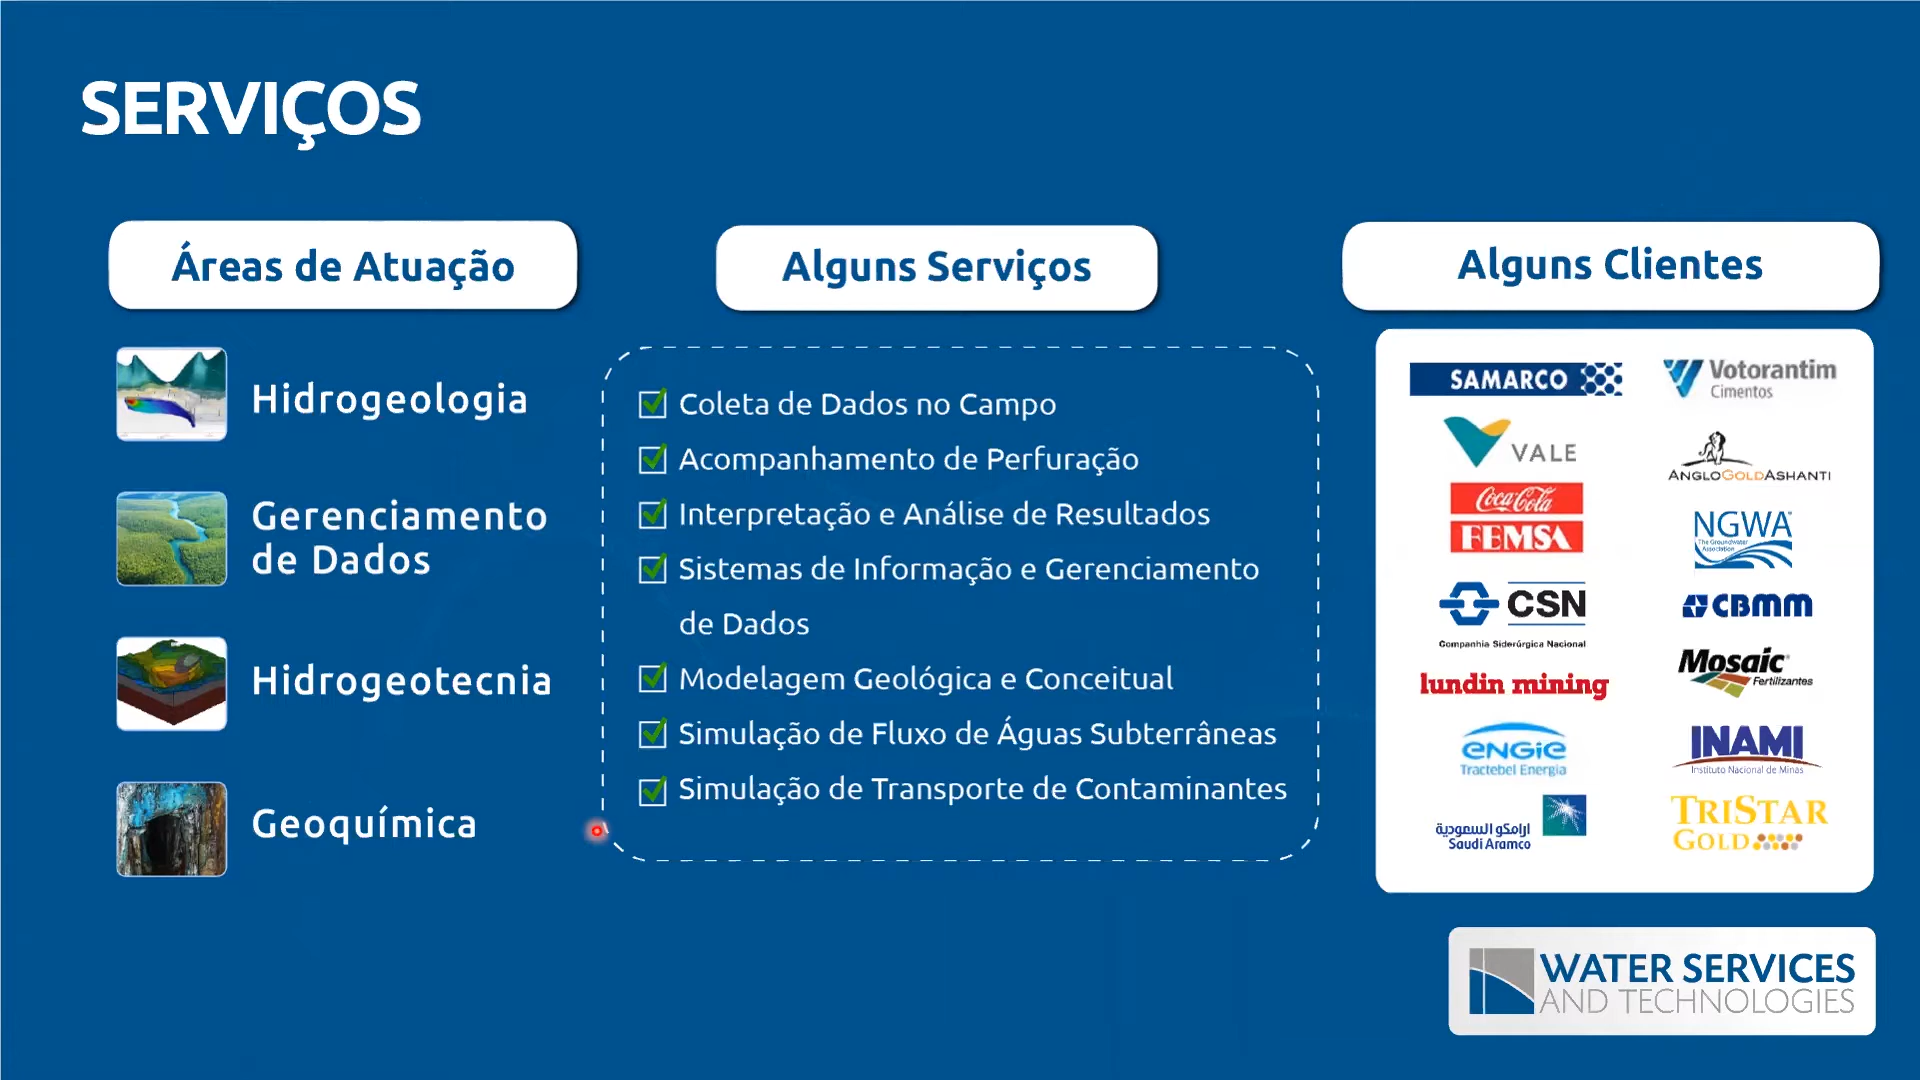 SERVIÇOS
Áreas de Atuação
Hidrogeologia
Gerenciamento
de Dados
Hidrogeotecnia
Geoquímica
Alguns Serviços
Coleta de Dados no Campo
Acompanhamento de Perfuração
Interpretação e Análise de Resultados
Sistemas de Informação e Gerenciamento
de Dados
Modelagem Geológica e Conceitual
Simulação de Fluxo de Águas Subterrâneas
Simulação de Transporte de Contaminantes
Alguns Clientes
SAMARCO
Votorantim
Cimentos
VALE
ANGLOGOLDASHANTI
Coca-Cola
FEMSA
NGWA
The Groundwater
Association
CSN
Companhia Siderúrgica Nacional
CBMM
lundin mining
Mosaic
Fertilizantes
ENGIE
Tractebel Energia
INAMI
Instituto Nacional de Minas
ارامكو السعودية
Saudi Aramco
TRISTAR
GOLD
WATER SERVICES
AND TECHNOLOGIES